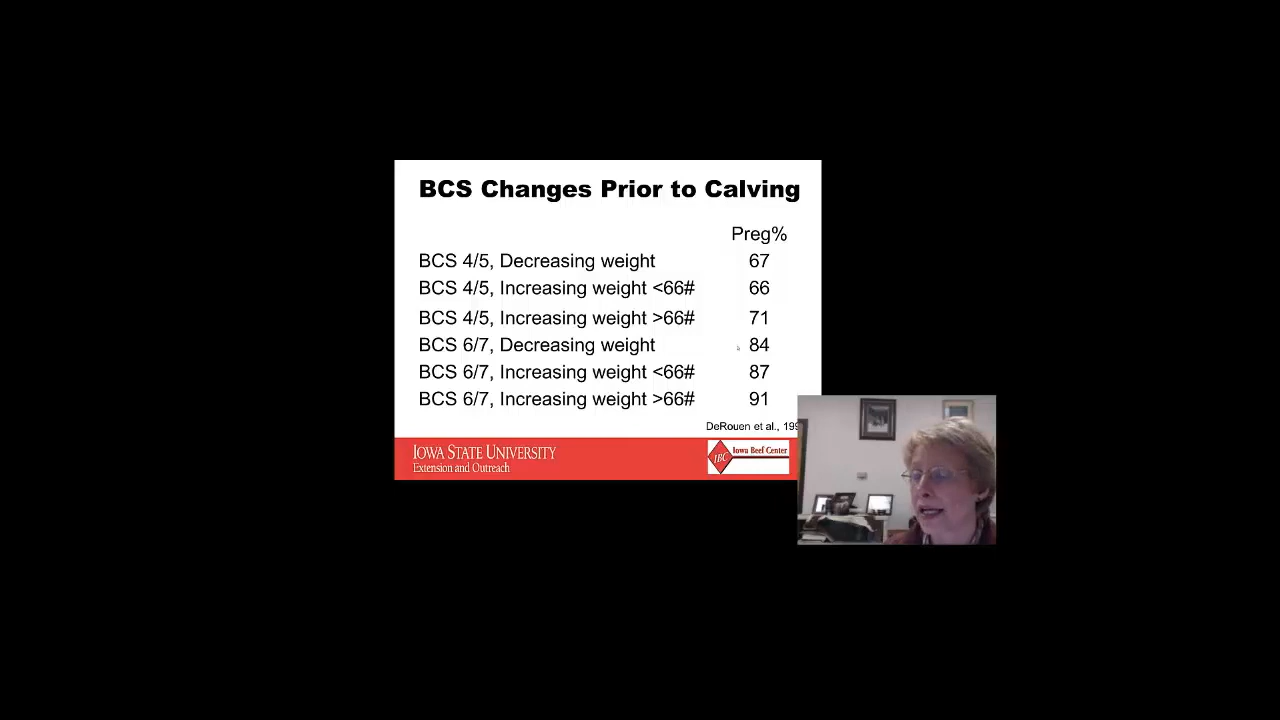 BCS Changes Prior to Calving
Preg%
BCS 4/5, Decreasing weight 67
BCS 4/5, Increasing weight <66# 66
BCS 4/5, Increasing weight >66# 71
BCS 6/7, Decreasing weight 84
BCS 6/7, Increasing weight <66# 87
BCS 6/7, Increasing weight >66# 91
DeRouen et al., 199
IOWA STATE UNIVERSITY
Extension and Outreach
IBC Iowa Beef Center